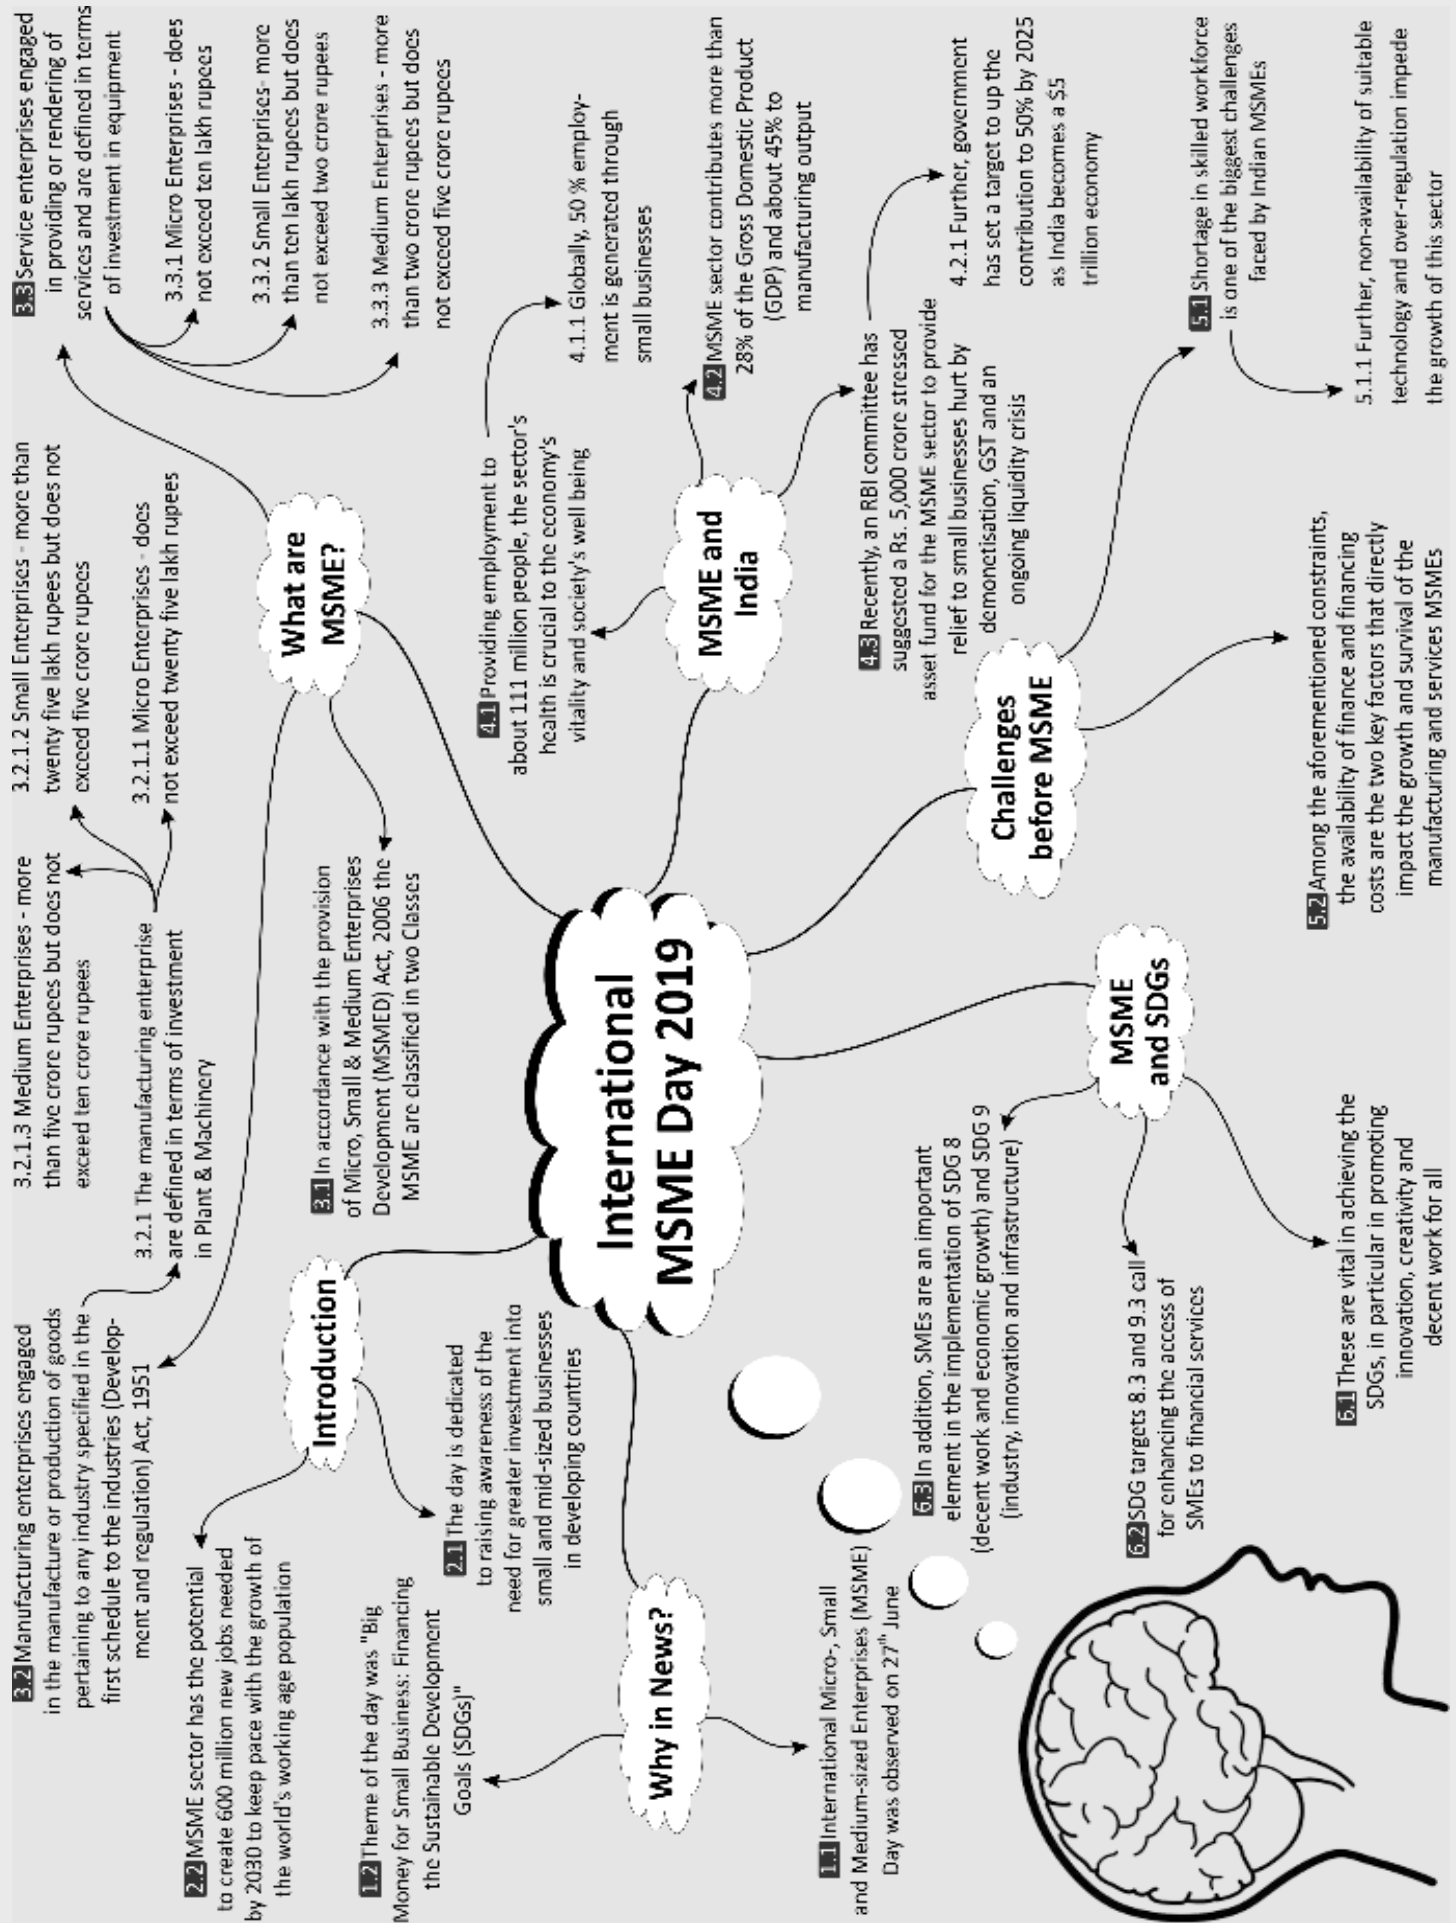 International
MSME Day 2019
Why in News?
1.1 International Micro-, Small
and Medium-sized Enterprises (MSME)
Day was observed on 27th June
1.2 Theme of the day was "Big
Money for Small Business: Financing
the Sustainable Development
Goals (SDGs)"
Introduction
2.1 The day is dedicated
to raising awareness of the
need for greater investment into
small and mid-sized businesses
in developing countries
2.2 MSME sector has the potential
to create 600 million new jobs needed
by 2030 to keep pace with the growth of
the world's working age population
What are
MSME?
3.1 In accordance with the provision
of Micro, Small & Medium Enterprises
Development (MSMED) Act, 2006 the
MSME are classified in two Classes
3.2 Manufacturing enterprises engaged
in the manufacture or production of goods
pertaining to any industry specified in the
first schedule to the industries (Develop-
ment and regulation) Act, 1951
3.2.1 The manufacturing enterprise
are defined in terms of investment
in Plant & Machinery
3.2.1.1 Micro Enterprises - does
not exceed twenty five lakh rupees
3.2.1.2 Small Enterprises - more than
twenty five lakh rupees but does not
exceed five crore rupees
3.2.1.3 Medium Enterprises - more
than five crore rupees but does not
exceed ten crore rupees
3.3 Service enterprises engaged
in providing or rendering of
services and are defined in terms
of investment in equipment
3.3.1 Micro Enterprises - does
not exceed ten lakh rupees
3.3.2 Small Enterprises- more
than ten lakh rupees but does
not exceed two crore rupees
3.3.3 Medium Enterprises - more
than two crore rupees but does
not exceed five crore rupees
MSME and
India
4.1 Providing employment to
about 111 million people, the sector's
health is crucial to the economy's
vitality and society's well being
4.1.1 Globally, 50 % employ-
ment is generated through
small businesses
4.2 MSME sector contributes more than
28% of the Gross Domestic Product
(GDP) and about 45% to
manufacturing output
4.3 Recently, an RBI committee has
suggested a Rs. 5,000 crore stressed
asset fund for the MSME sector to provide
relief to small businesses hurt by
demonetisation, GST and an
ongoing liquidity crisis
4.2.1 Further, government
has set a target to up the
contribution to 50% by 2025
as India becomes a $5
trillion economy
Challenges
before MSME
5.1 Shortage in skilled workforce
is one of the biggest challenges
faced by Indian MSMEs
5.1.1 Further, non-availability of suitable
technology and over-regulation impede
the growth of this sector
5.2 Among the aforementioned constraints,
the availability of finance and financing
costs are the two key factors that directly
impact the growth and survival of the
manufacturing and services MSMEs
MSME
and SDGs
6.1 These are vital in achieving the
SDGs, in particular in promoting
innovation, creativity and
decent work for all
6.2 SDG targets 8.3 and 9.3 call
for enhancing the access of
SMEs to financial services
6.3 In addition, SMEs are an important
element in the implementation of SDG 8
(decent work and economic growth) and SDG 9
(industry, innovation and infrastructure)